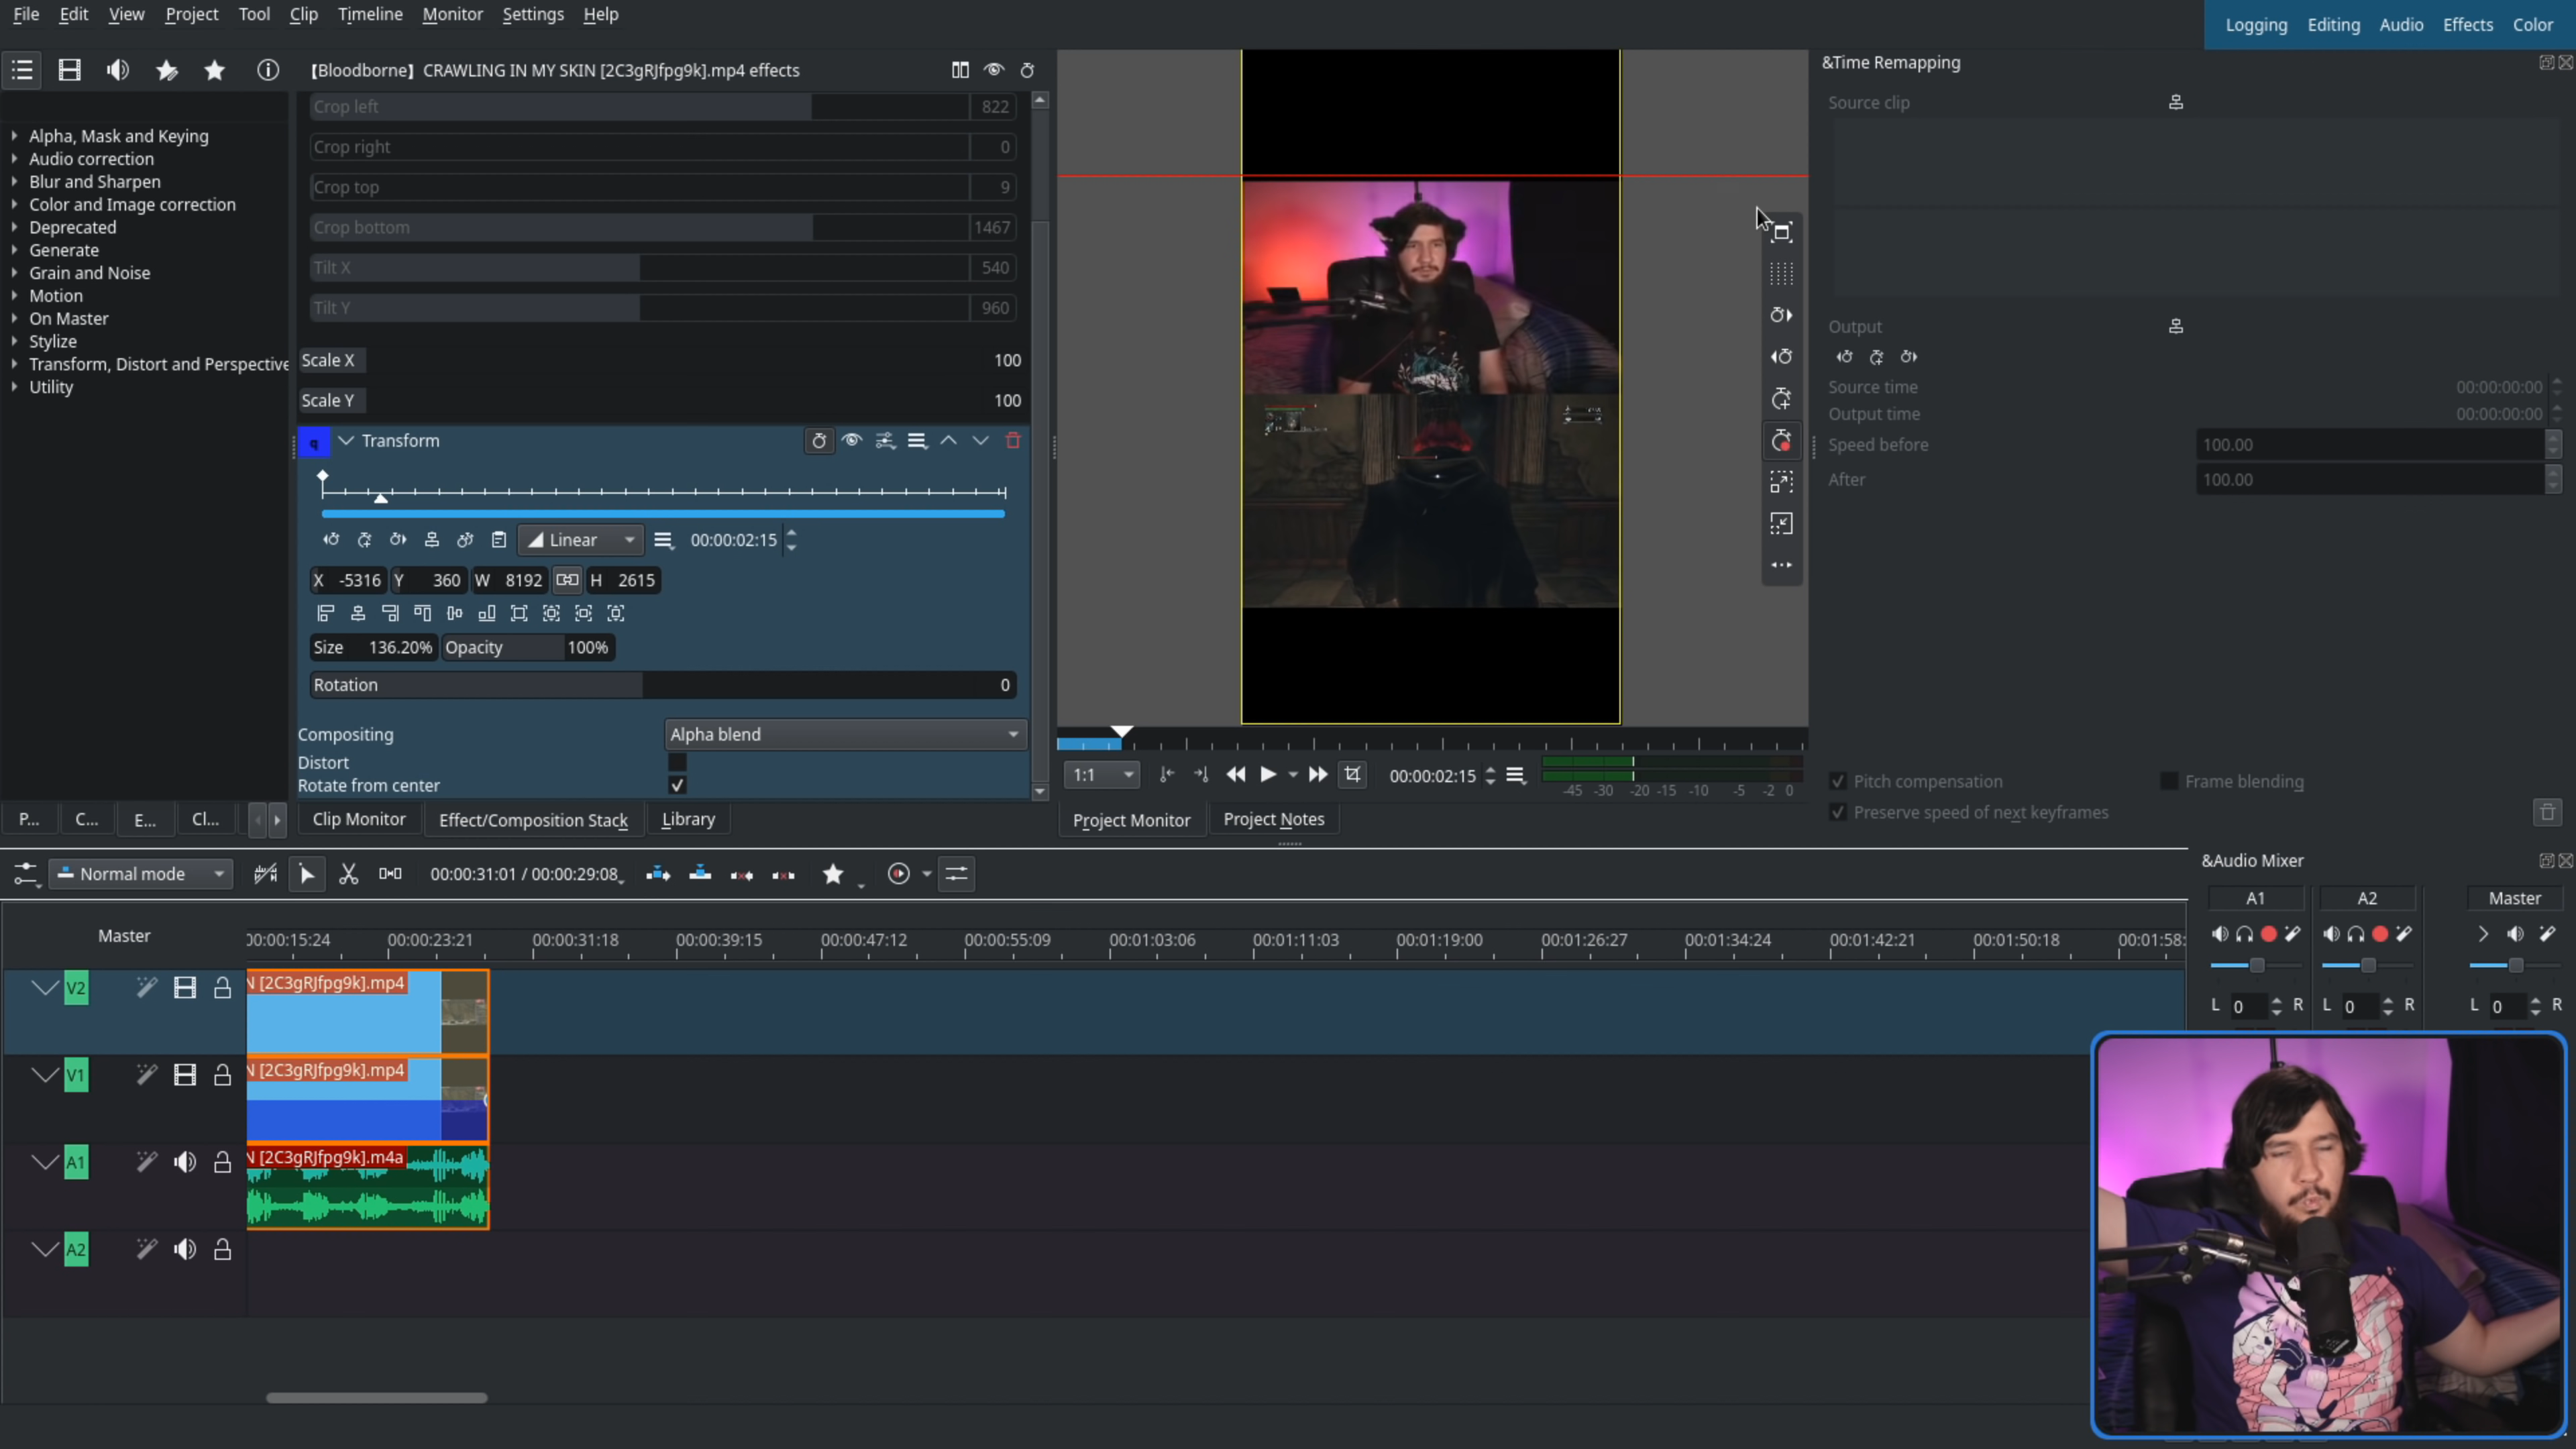 File Edit View Project Tool Clip Timeline Monitor Settings Help
Logging Editing Audio Effects Color
【Bloodborne】CRAWLING IN MY SKIN [2C3gRJfpg9k].mp4 effects
Alpha, Mask and Keying
Audio correction
Blur and Sharpen
Color and Image correction
Deprecated
Generate
Grain and Noise
Motion
On Master
Stylize
Transform, Distort and Perspective
Utility
P... C... E... Cl...
Crop left 822
Crop right 0
Crop top 9
Crop bottom 1467
Tilt X 540
Tilt Y 960
Scale X 100
Scale Y 100
q Transform
Linear 00:00:02:15
X -5316 Y 360 W 8192 H 2615
Size 136.20% Opacity 100%
Rotation 0
Compositing Alpha blend
Distort
Rotate from center
Clip Monitor Effect/Composition Stack Library
1:1 00:00:02:15
-45 -30 -20 -15 -10 -5 -2 0
Project Monitor Project Notes
&Time Remapping
Source clip
Output
Source time 00:00:00:00
Output time 00:00:00:00
Speed before 100.00
After 100.00
Pitch compensation Frame blending
Preserve speed of next keyframes
Normal mode 00:00:31:01 / 00:00:29:08
Master 00:00:15:24 00:00:23:21 00:00:31:18 00:00:39:15 00:00:47:12 00:00:55:09 00:01:03:06 00:01:11:03 00:01:19:00 00:01:26:27 00:01:34:24 00:01:42:21 00:01:50:18 00:01:58:
V2 N [2C3gRJfpg9k].mp4
V1 N [2C3gRJfpg9k].mp4
A1 N [2C3gRJfpg9k].m4a
A2
&Audio Mixer
A1 A2 Master
L 0 R L 0 R L 0 R